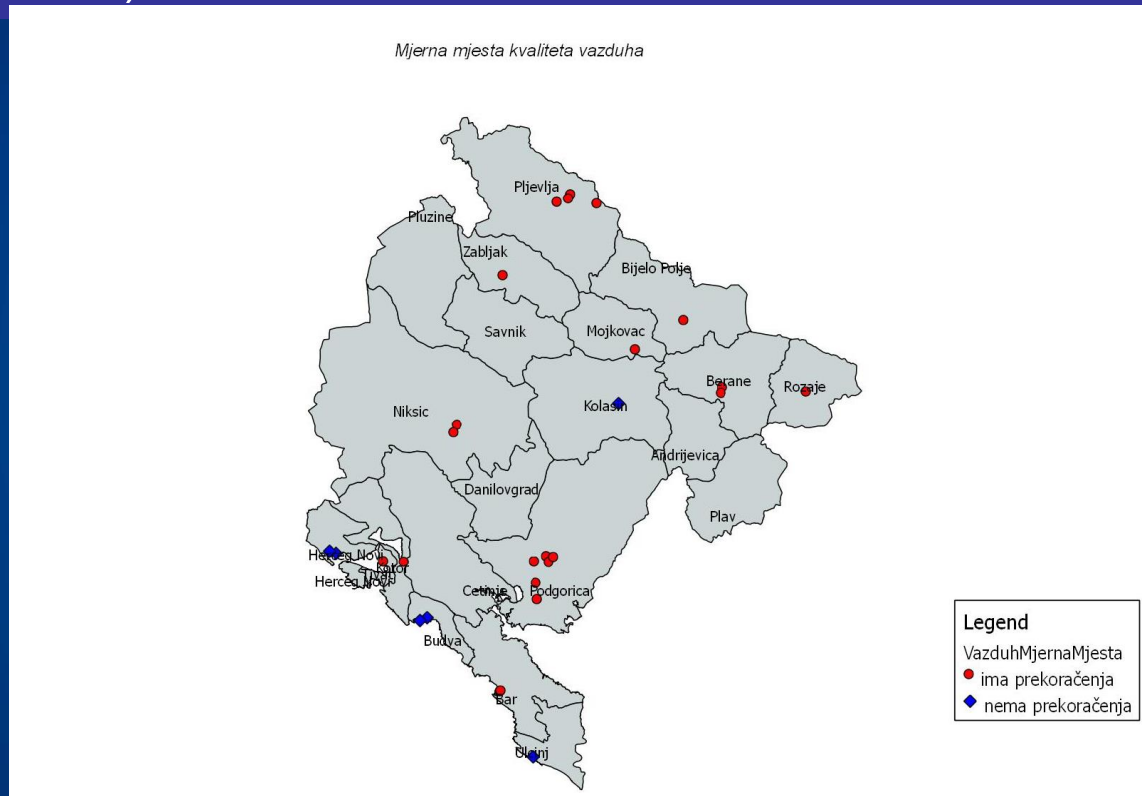 Mjerna mjesta kvaliteta vazduha
Pljevlja
Pluzine
Zabljak
Bijelo Polje
Savnik
Mojkovac
Berane
Rozaje
Kolasin
Niksic
Andrijevica
Danilovgrad
Plav
Herceg Novi
Kotor
Tivat
Herceg Novi
Cetinje
Podgorica
Budva
Bar
Ulcinj
Legend
VazduhMjernaMjesta
ima prekoračenja
nema prekoračenja